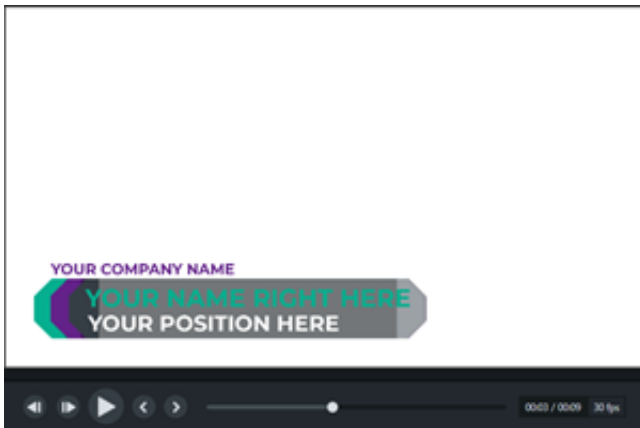 YOUR COMPANY NAME
YOUR NAME RIGHT HERE
YOUR POSITION HERE
00:03 / 00:09 30 fps